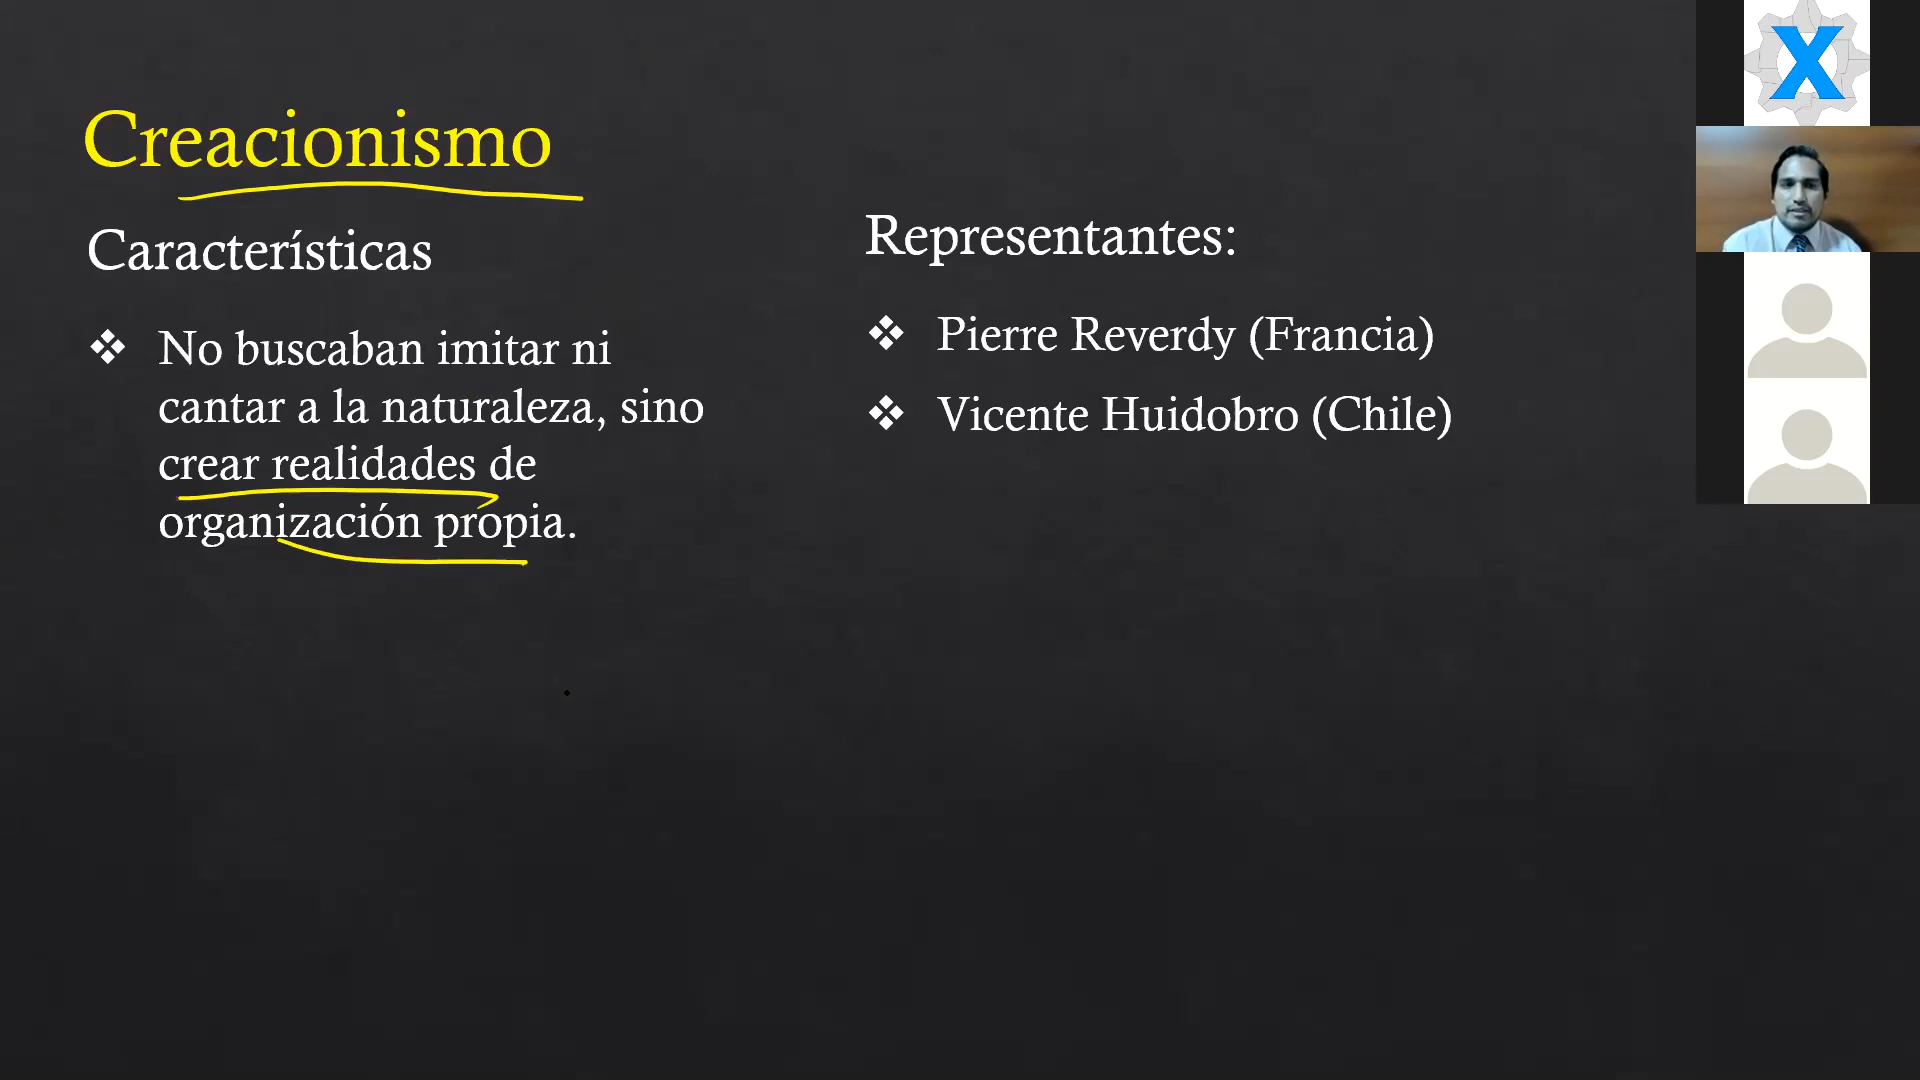 Creacionismo
Características
❖ No buscaban imitar ni
cantar a la naturaleza, sino
crear realidades de
organización propia.
Representantes:
❖ Pierre Reverdy (Francia)
❖ Vicente Huidobro (Chile)
X